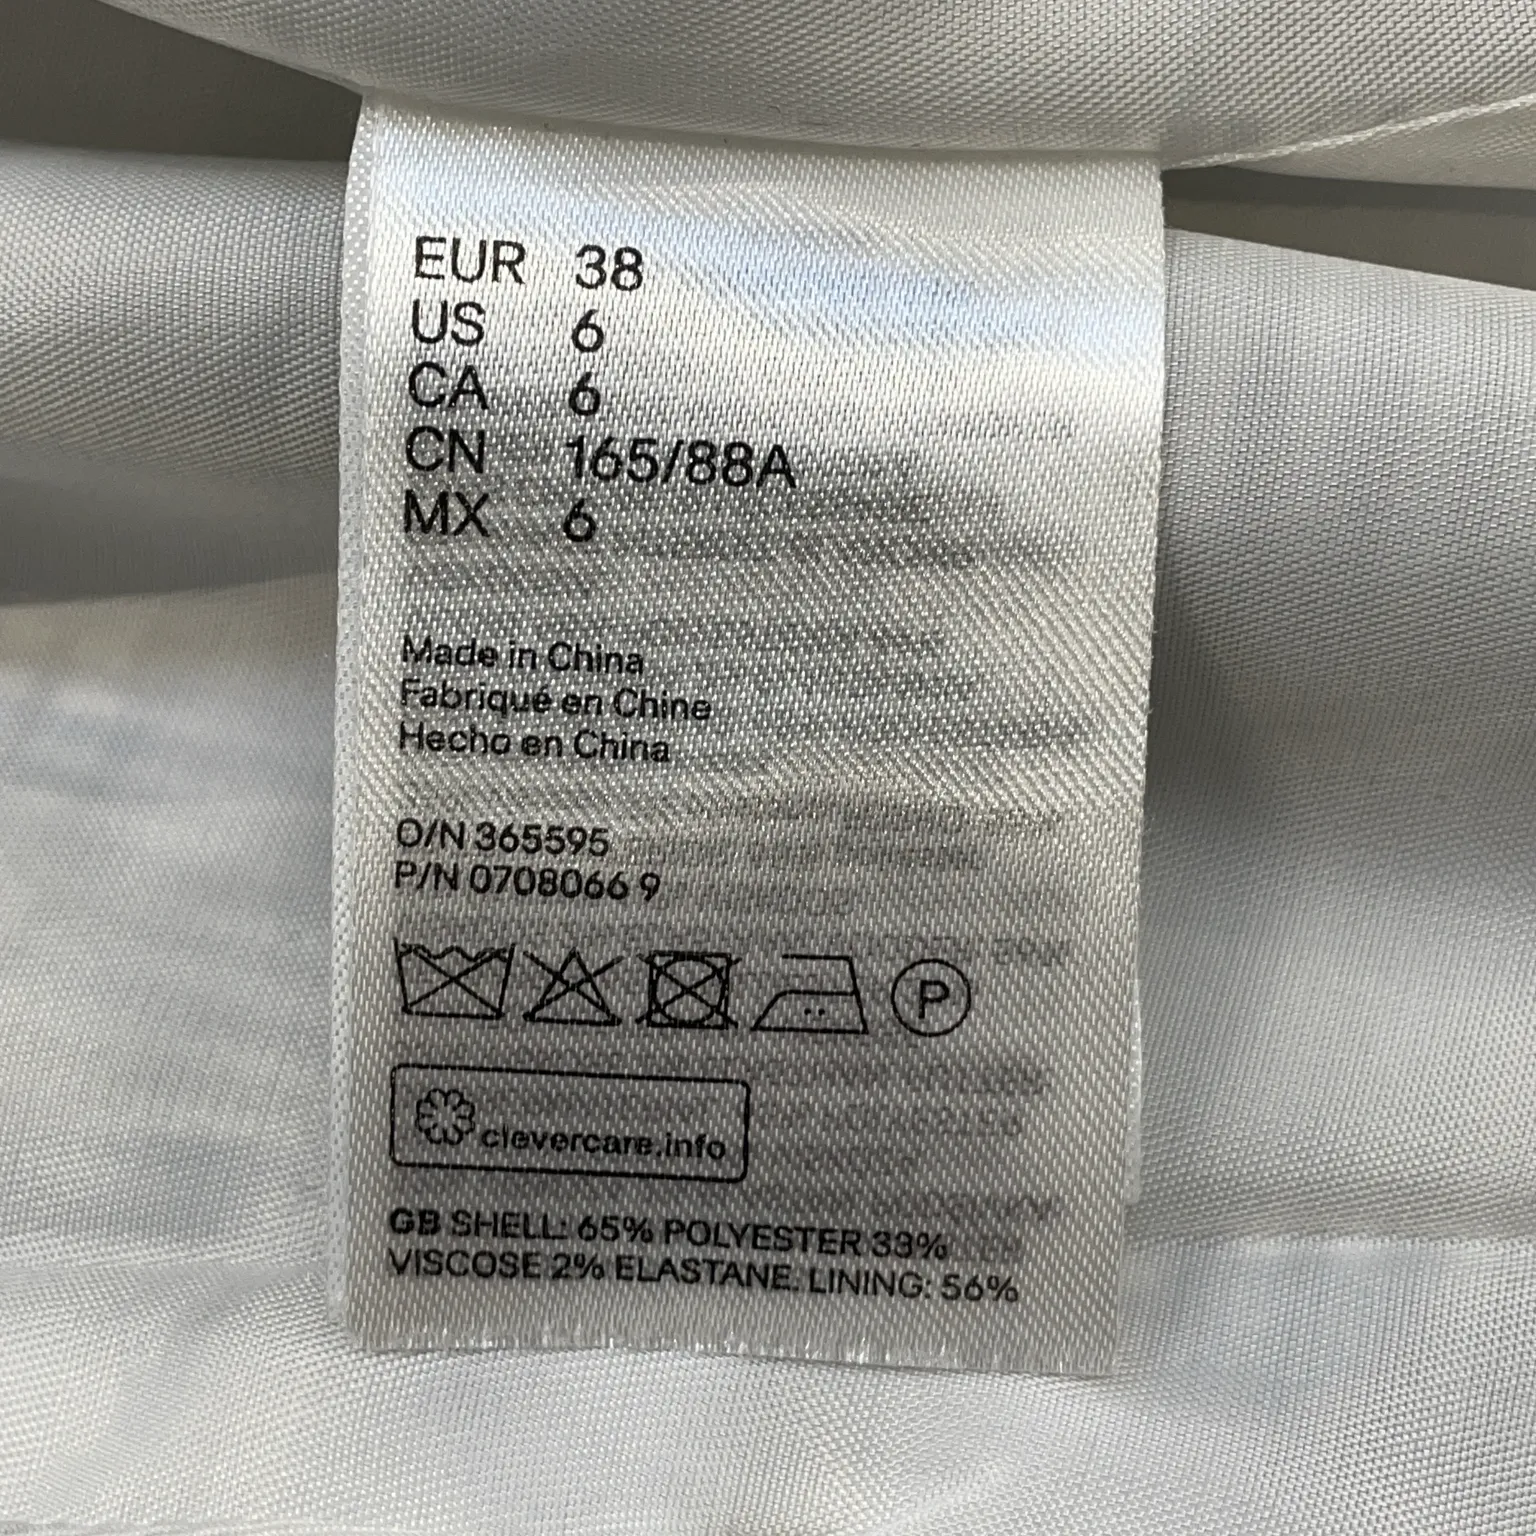 EUR 38
US 6
CA 6
CN 165/88A
MX 6
Made in China
Fabriqué en Chine
Hecho en China
O/N 365595
P/N 0708066 9
P
clevercare.info
GB SHELL: 65% POLYESTER 33%
VISCOSE 2% ELASTANE. LINING: 56%